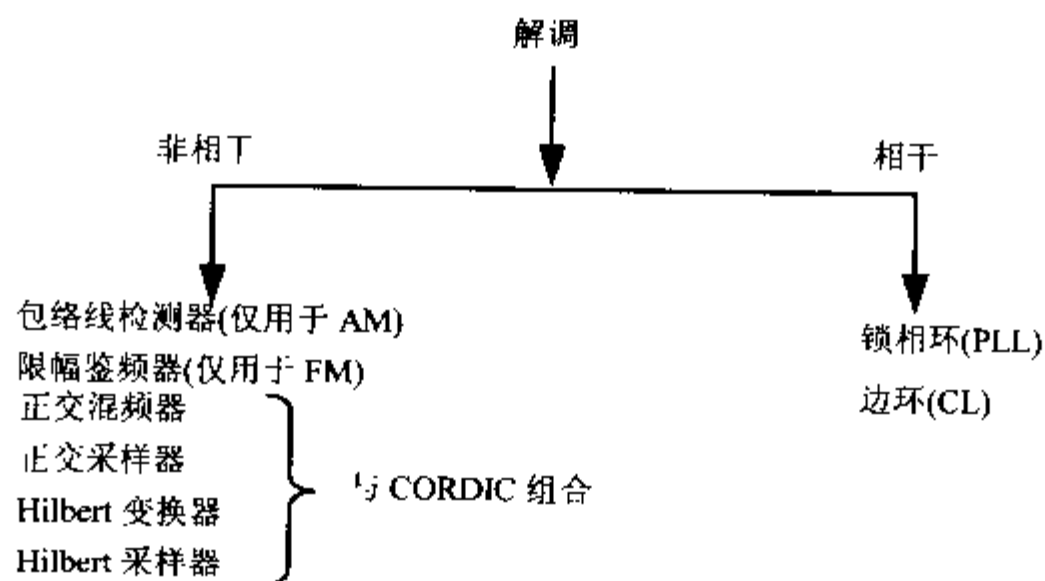 解调
非相干
相干
包络线检测器(仅用于 AM)
限幅鉴频器(仅用于 FM)
正交混频器
正交采样器
Hilbert 变换器
Hilbert 采样器
与 CORDIC 组合
锁相环(PLL)
边环(CL)